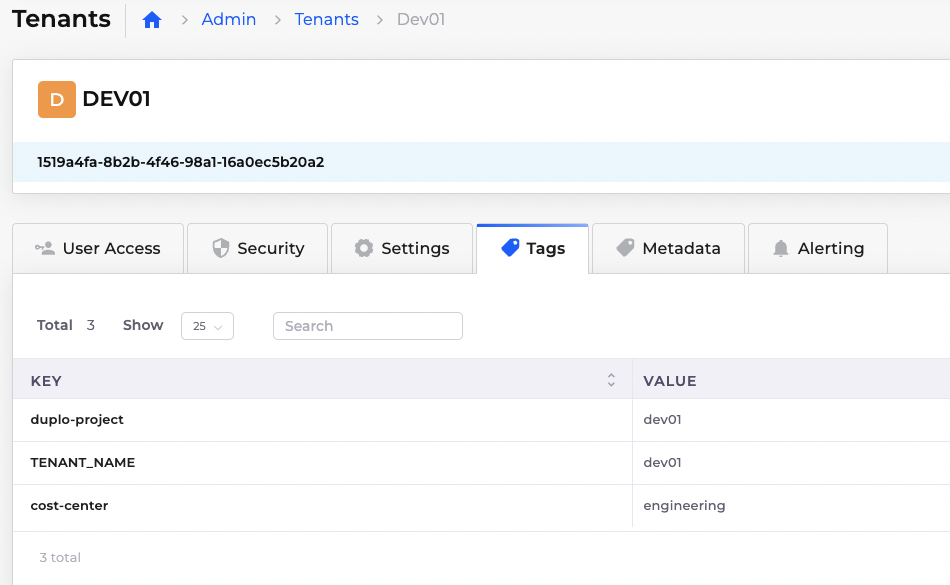 Tenants > Admin > Tenants > Dev01
D DEV01
1519a4fa-8b2b-4f46-98a1-16a0ec5b20a2
User Access Security Settings Tags Metadata Alerting
Total 3 Show 25 Search
KEY VALUE
duplo-project dev01
TENANT_NAME dev01
cost-center engineering
3 total